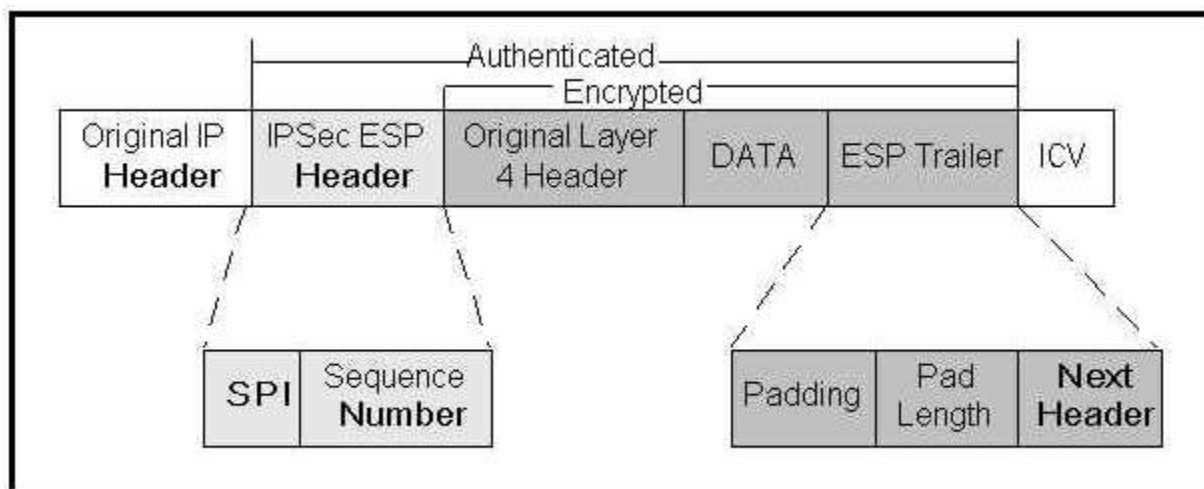 Authenticated
Encrypted
Original IP
Header
IPSec ESP
Header
Original Layer
4 Header
DATA
ESP Trailer
ICV
SPI
Sequence
Number
Padding
Pad
Length
Next
Header